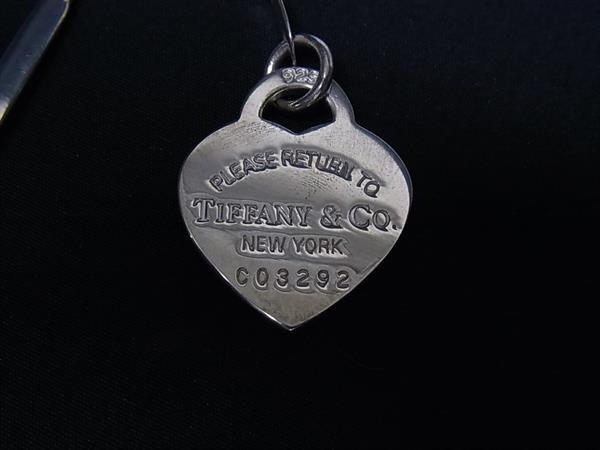 925
PLEASE RETURN TO
TIFFANY & CO.
NEW YORK
C03292